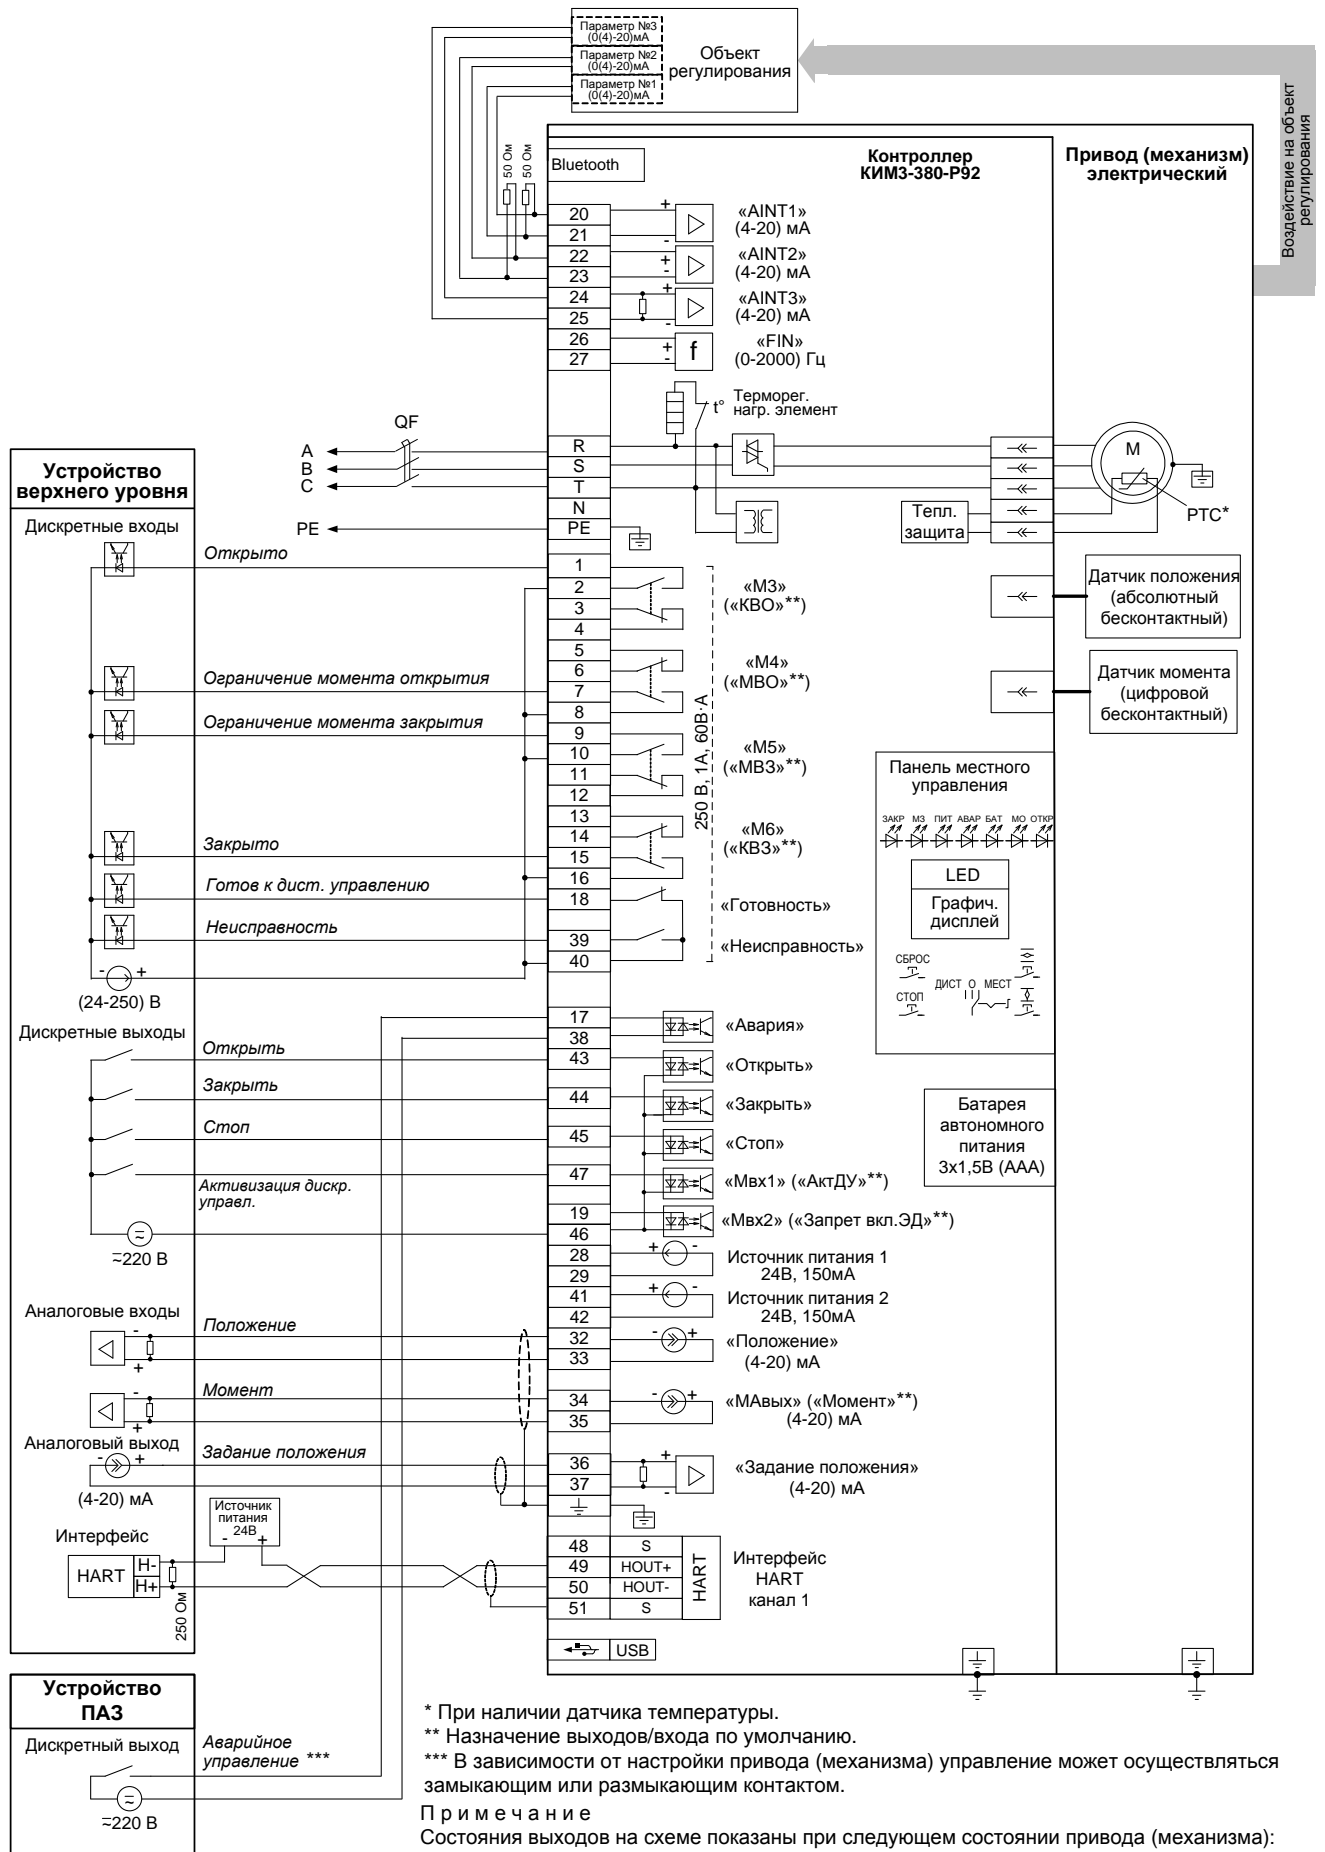 Параметр №3
(0(4)-20)мА
Параметр №2
(0(4)-20)мА
Параметр №1
(0(4)-20)мА
Объект
регулирования
Воздействие на объект
регулирования
50 Ом
50 Ом
Bluetooth
Контроллер
КИМ3-380-Р92
Привод (механизм)
электрический
20
21
22
23
24
25
26
27
+
-
«AINT1»
(4-20) мА
+
-
«AINT2»
(4-20) мА
+
-
«AINT3»
(4-20) мА
+
-
f
«FIN»
(0-2000) Гц
t°
Терморег.
нагр. элемент
QF
A
B
C
PE
R
S
T
N
PE
M
PTC*
Тепл.
защита
Устройство
верхнего уровня
Дискретные входы
Открыто
Ограничение момента открытия
Ограничение момента закрытия
Закрыто
Готов к дист. управлению
Неисправность
- +
(24-250) В
1
2
3
4
5
6
7
8
9
10
11
12
13
14
15
16
18
39
40
«М3»
(«КВО»**)
«М4»
(«МВО»**)
«М5»
(«МВЗ»**)
«М6»
(«КВЗ»**)
«Готовность»
«Неисправность»
250 В, 1А, 60В·А
Датчик положения
(абсолютный
бесконтактный)
Датчик момента
(цифровой
бесконтактный)
Панель местного
управления
ЗАКР МЗ ПИТ АВАР БАТ МО ОТКР
LED
Графич.
дисплей
СБРОС
СТОП
ДИСТ О МЕСТ
Дискретные выходы
Открыть
Закрыть
Стоп
Активизация дискр.
управл.
≂220 В
17
38
43
44
45
47
19
46
28
29
41
42
32
33
34
35
36
37
«Авария»
«Открыть»
«Закрыть»
«Стоп»
«Мвх1» («АктДУ»**)
«Мвх2» («Запрет вкл.ЭД»**)
+ -
Источник питания 1
24В, 150мА
+ -
Источник питания 2
24В, 150мА
- +
«Положение»
(4-20) мА
- +
«МАвых» («Момент»**)
(4-20) мА
+
-
«Задание положения»
(4-20) мА
Батарея
автономного
питания
3х1,5В (ААА)
Аналоговые входы
Положение
-
+
Момент
-
+
Аналоговый выход
Задание положения
- +
(4-20) мА
Источник
питания
24В
- +
Интерфейс
HART
H-
H+
250 Ом
48 S
49 HOUT+
50 HOUT-
51 S
HART
Интерфейс
HART
канал 1
USB
Устройство
ПАЗ
Дискретный выход
Аварийное
управление ***
≂220 В
* При наличии датчика температуры.
** Назначение выходов/входа по умолчанию.
*** В зависимости от настройки привода (механизма) управление может осуществляться
замыкающим или размыкающим контактом.
П р и м е ч а н и е
Состояния выходов на схеме показаны при следующем состоянии привода (механизма):